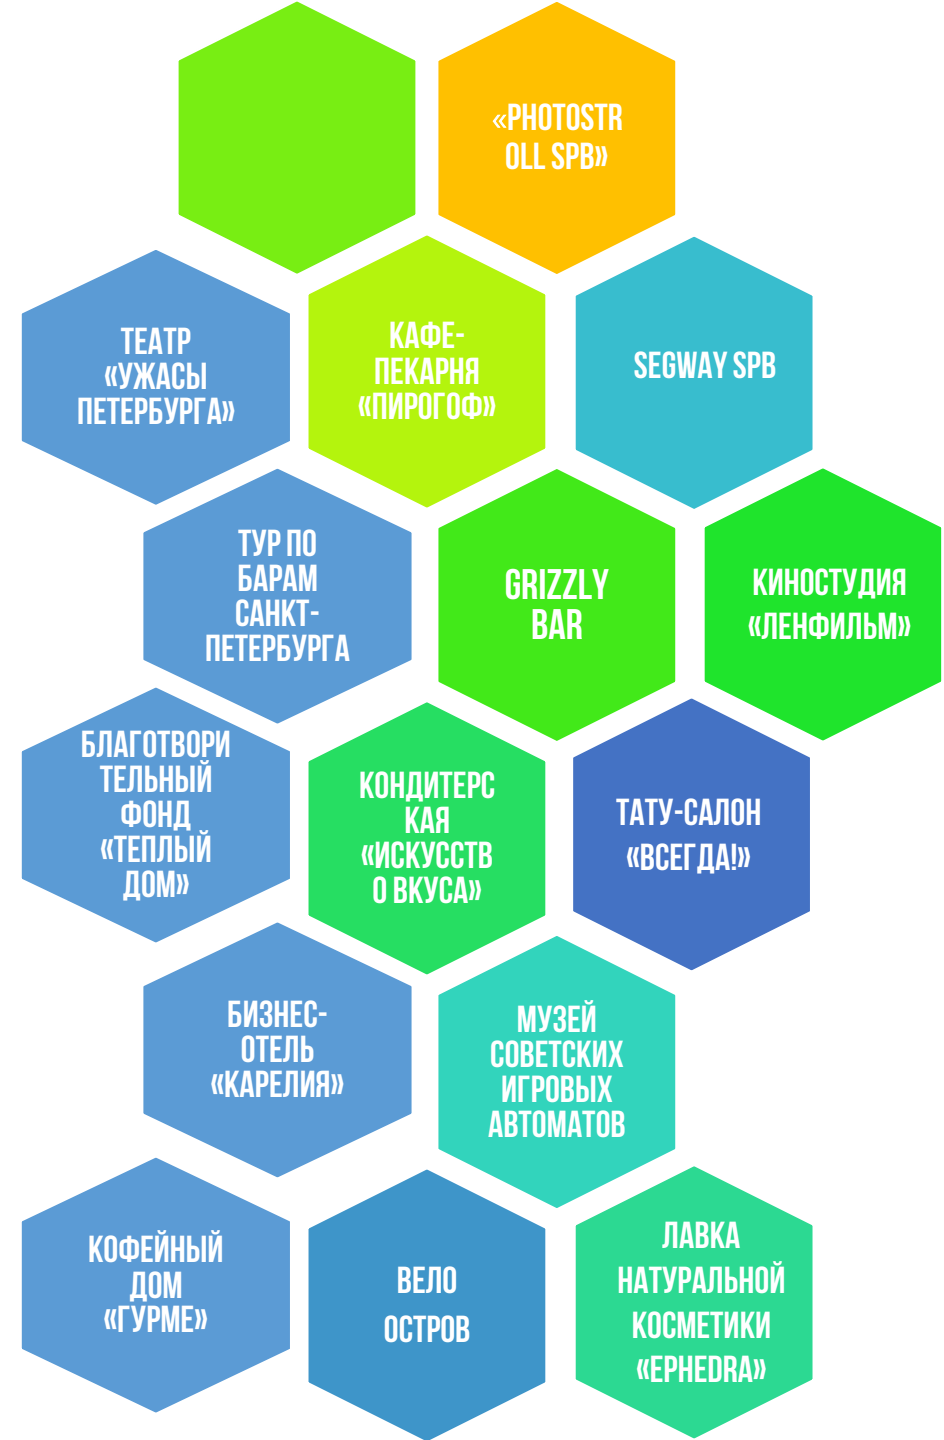 «PHOTOSTR
OLL SPB»
ТЕАТР
«УЖАСЫ
ПЕТЕРБУРГА»
КАФЕ-
ПЕКАРНЯ
«ПИРОГОФ»
SEGWAY SPB
ТУР ПО
БАРАМ
САНКТ-
ПЕТЕРБУРГА
GRIZZLY
BAR
КИНОСТУДИЯ
«ЛЕНФИЛЬМ»
БЛАГОТВОРИ
ТЕЛЬНЫЙ
ФОНД
«ТЕПЛЫЙ
ДОМ»
КОНДИТЕРС
КАЯ
«ИСКУССТВ
О ВКУСА»
ТАТУ-САЛОН
«ВСЕГДА!»
БИЗНЕС-
ОТЕЛЬ
«КАРЕЛИЯ»
МУЗЕЙ
СОВЕТСКИХ
ИГРОВЫХ
АВТОМАТОВ
КОФЕЙНЫЙ
ДОМ
«ГУРМЕ»
ВЕЛО
ОСТРОВ
ЛАВКА
НАТУРАЛЬНОЙ
КОСМЕТИКИ
«EPHEDRA»